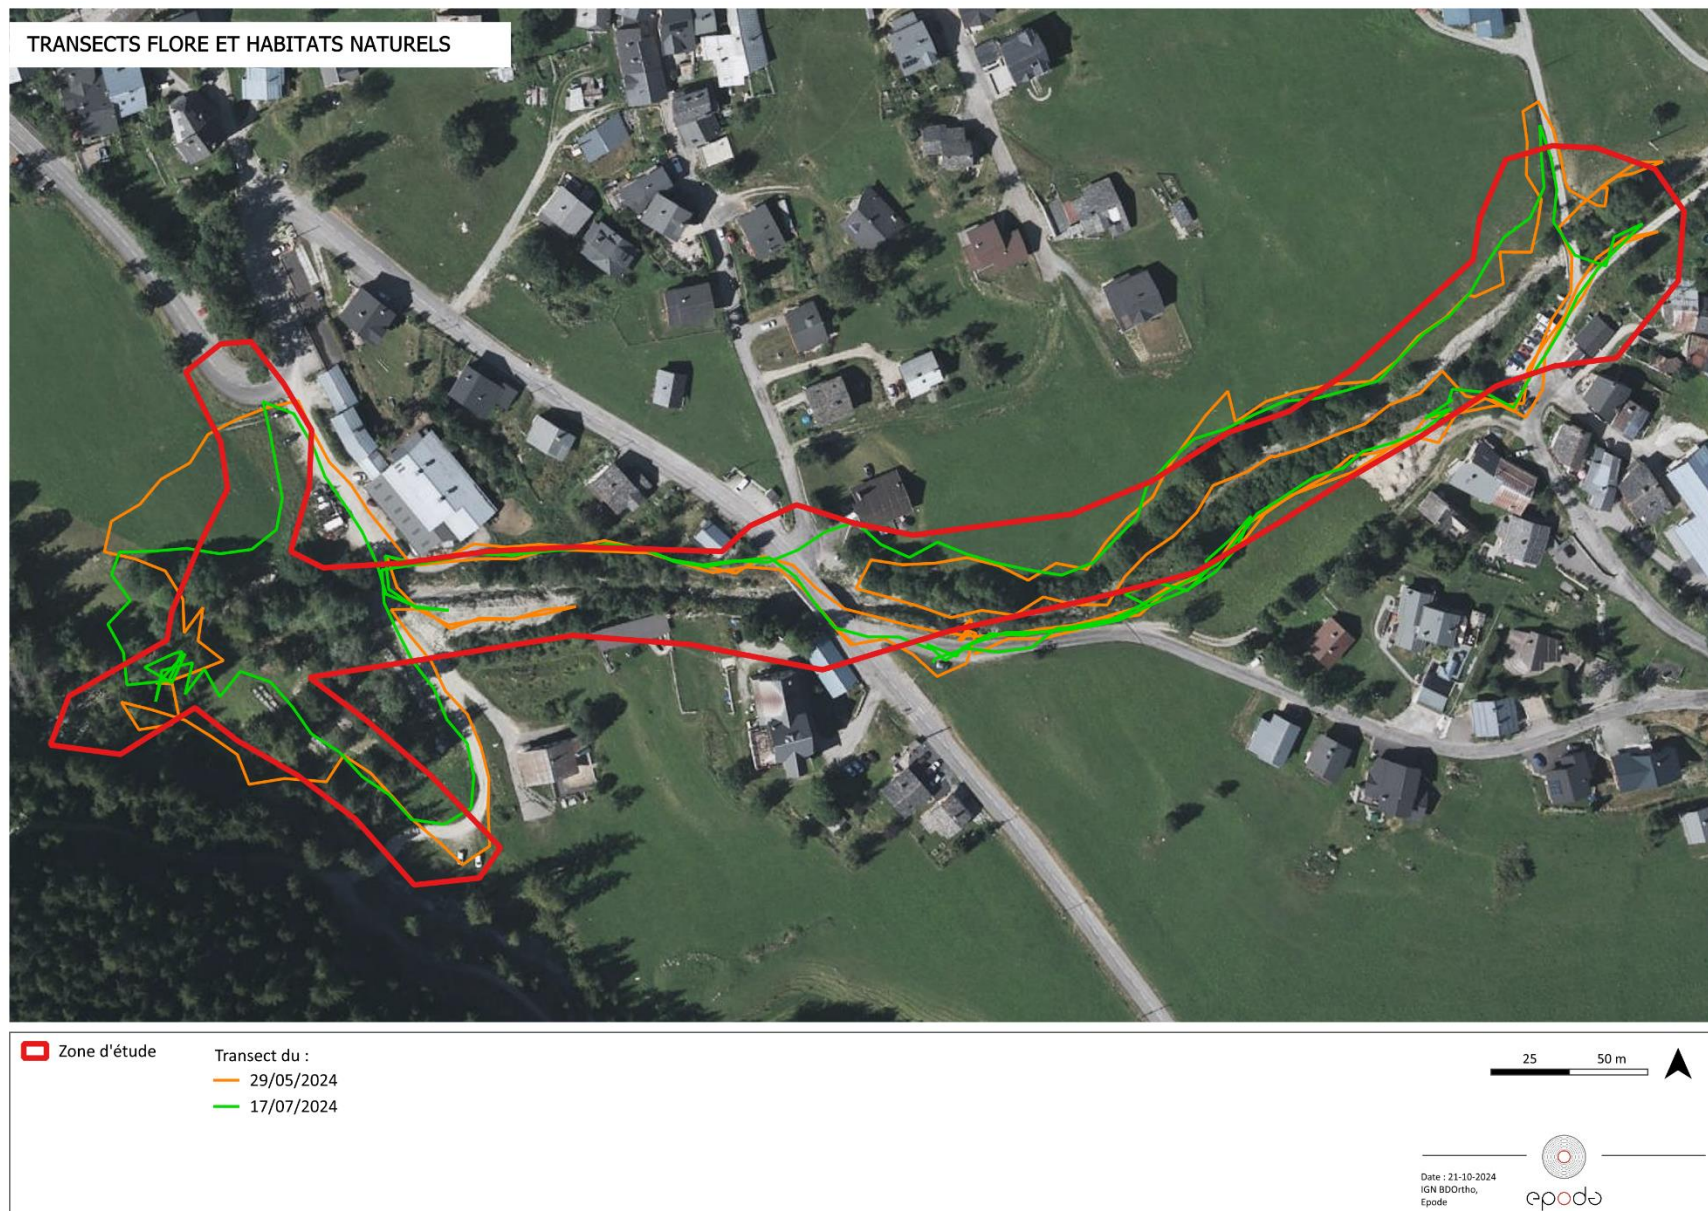 TRANSECTS FLORE ET HABITATS NATURELS
Zone d'étude
Transect du :
29/05/2024
17/07/2024
25 50 m
Date : 21-10-2024
IGN BDOrtho,
Epode
epode